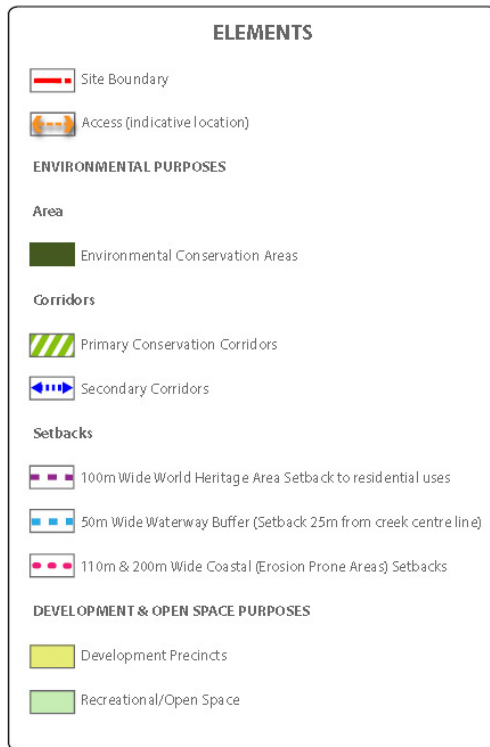 ELEMENTS
Site Boundary
Access (indicative location)
ENVIRONMENTAL PURPOSES
Area
Environmental Conservation Areas
Corridors
Primary Conservation Corridors
Secondary Corridors
Setbacks
100m Wide World Heritage Area Setback to residential uses
50m Wide Waterway Buffer (Setback 25m from creek centre line)
110m & 200m Wide Coastal (Erosion Prone Areas) Setbacks
DEVELOPMENT & OPEN SPACE PURPOSES
Development Precincts
Recreational/Open Space